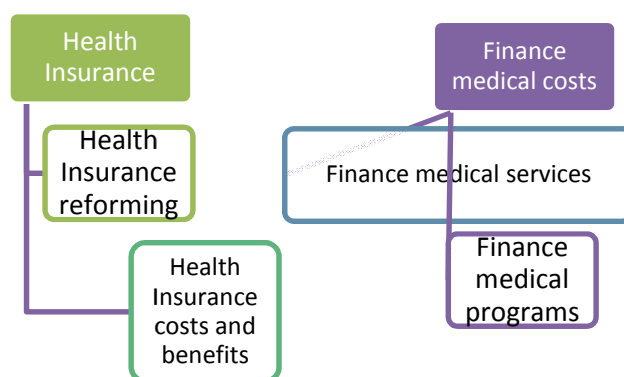 Health
Insurance
Health
Insurance
reforming
Health
Insurance
costs and
benefits
Finance
medical costs
Finance medical services
Finance
medical
programs